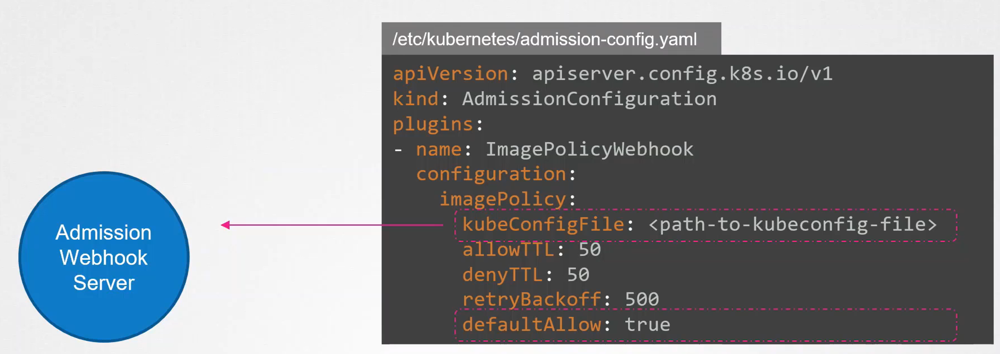 /etc/kubernetes/admission-config.yaml
apiVersion: apiserver.config.k8s.io/v1
kind: AdmissionConfiguration
plugins:
- name: ImagePolicyWebhook
configuration:
imagePolicy:
kubeConfigFile: <path-to-kubeconfig-file>
allowTTL: 50
denyTTL: 50
retryBackoff: 500
defaultAllow: true
Admission
Webhook
Server